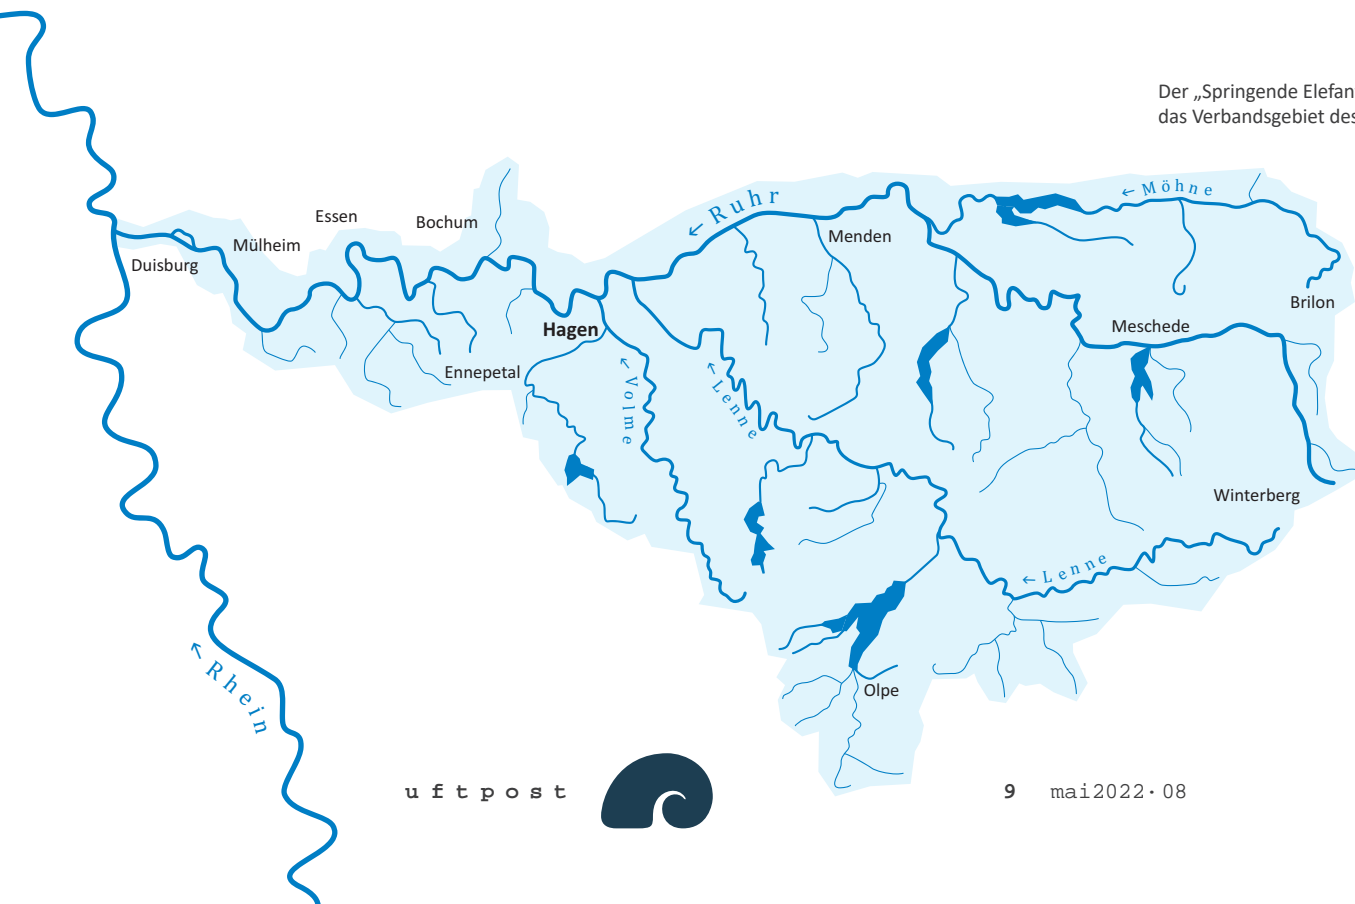 Der „Springende Elefan
das Verbandsgebiet des
← Möhne
← Ruhr
Essen
Bochum
Menden
Mülheim
Duisburg
Brilon
Meschede
Hagen
Ennepetal
← Volme
← Lenne
Winterberg
← Lenne
← Rhein
Olpe
uftpost
9 mai2022·08